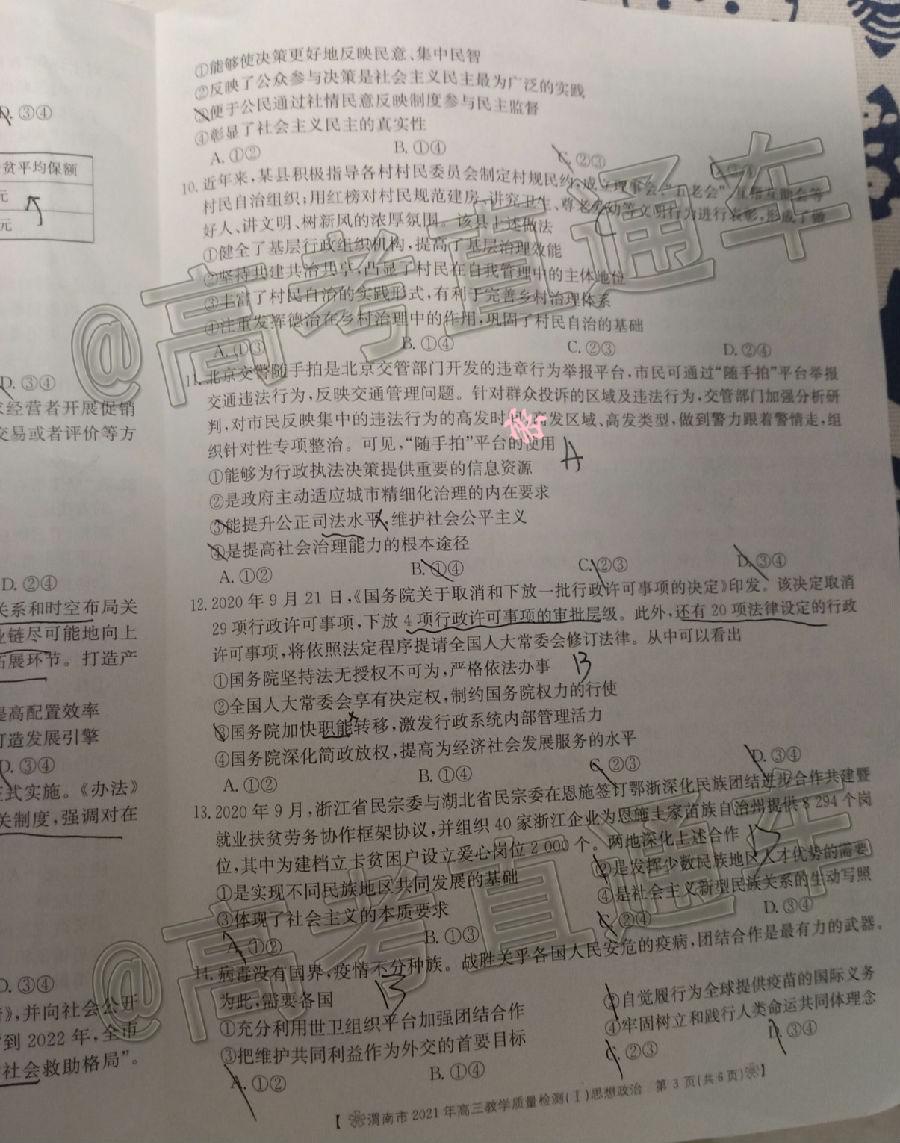 ①能够使决策更好地反映民意、集中民智
②反映了公众参与决策是社会主义民主最为广泛的实践
③便于公民通过社情民意反映制度参与民主监督
④彰显了社会主义民主的真实性
A.①② B.①④ C.②③
10.近年来,某县积极指导各村村民委员会制定村规民约,成立理事会
村民自治组织;用红榜对村民规范建房、讲究卫生、尊老爱幼等文明行为进行表彰,形成了做
好人、讲文明、树新风的浓厚氛围。该县上述做法
①健全了基层行政组织机构,提高了基层治理效能
②坚持共建共治共享,凸显了村民在自我管理中的主体地位
③丰富了村民自治的实践形式,有利于完善乡村治理体系
④注重发挥德治在乡村治理中的作用,巩固了村民自治的基础
A.①③ B.①④ C.②③ D.②④
11.北京交警随手拍是北京交管部门开发的违章行为举报平台,市民可通过“随手拍”平台举报
交通违法行为,反映交通管理问题。针对群众投诉的区域及违法行为,交管部门加强分析研
判,对市民反映集中的违法行为的高发时 高发区域、高发类型,做到警力跟着警情走,组
织针对性专项整治。可见,“随手拍”平台的使用 A
①能够为行政执法决策提供重要的信息资源
②是政府主动适应城市精细化治理的内在要求
③能提升公正司法水平,维护社会公平主义
④是提高社会治理能力的根本途径
A.①② B.①④ C.②③ D.③④
12.2020年9月21日,《国务院关于取消和下放一批行政许可事项的决定》印发。该决定取消
29项行政许可事项,下放4项行政许可事项的审批层级。此外,还有20项法律设定的行政
许可事项,将依照法定程序提请全国人大常委会修订法律。从中可以看出
①国务院坚持法无授权不可为,严格依法办事 B
②全国人大常委会享有决定权,制约国务院权力的行使
③国务院加快职能转移,激发行政系统内部管理活力
④国务院深化简政放权,提高为经济社会发展服务的水平
A.①② B.①④ C.②③ D.③④
13.2020年9月,浙江省民宗委与湖北省民宗委在恩施签订鄂浙深化民族团结进步合作共建暨
就业扶贫劳务协作框架协议,并组织40家浙江企业为恩施土家苗族自治州提供8294个岗
位,其中为建档立卡贫困户设立爱心岗位2000个。两地深化上述合作 B
①是实现不同民族地区共同发展的基础 ②是发挥少数民族地区人才优势的需要
③体现了社会主义的本质要求 ④是社会主义新型民族关系的生动写照
A.①② B.①③ C.②④ D.③④
14.病毒没有国界,疫情不分种族。战胜关乎各国人民安危的疫病,团结合作是最有力的武器。
为此,需要各国 B
①充分利用世卫组织平台加强团结合作 ②自觉履行为全球提供疫苗的国际义务
③把维护共同利益作为外交的首要目标 ④牢固树立和践行人类命运共同体理念
A.①② B.①④ C.②③ D.③④
【渭南市2021年高三教学质量检测(Ⅰ)思想政治 第3页(共6页)】
D.③④
贫平均保额
元
元
D.③④
求经营者开展促销
交易或者评价等方
D.②④
关系和时空布局关
业链尽可能地向上
拓展环节。打造产
提高配置效率
打造发展引擎
D.③④
正式实施。《办法》
关制度,强调对在
D.③④
》,并向社会公开
到2022年,全市
社会救助格局”。
@高考直通车
@高考直通车